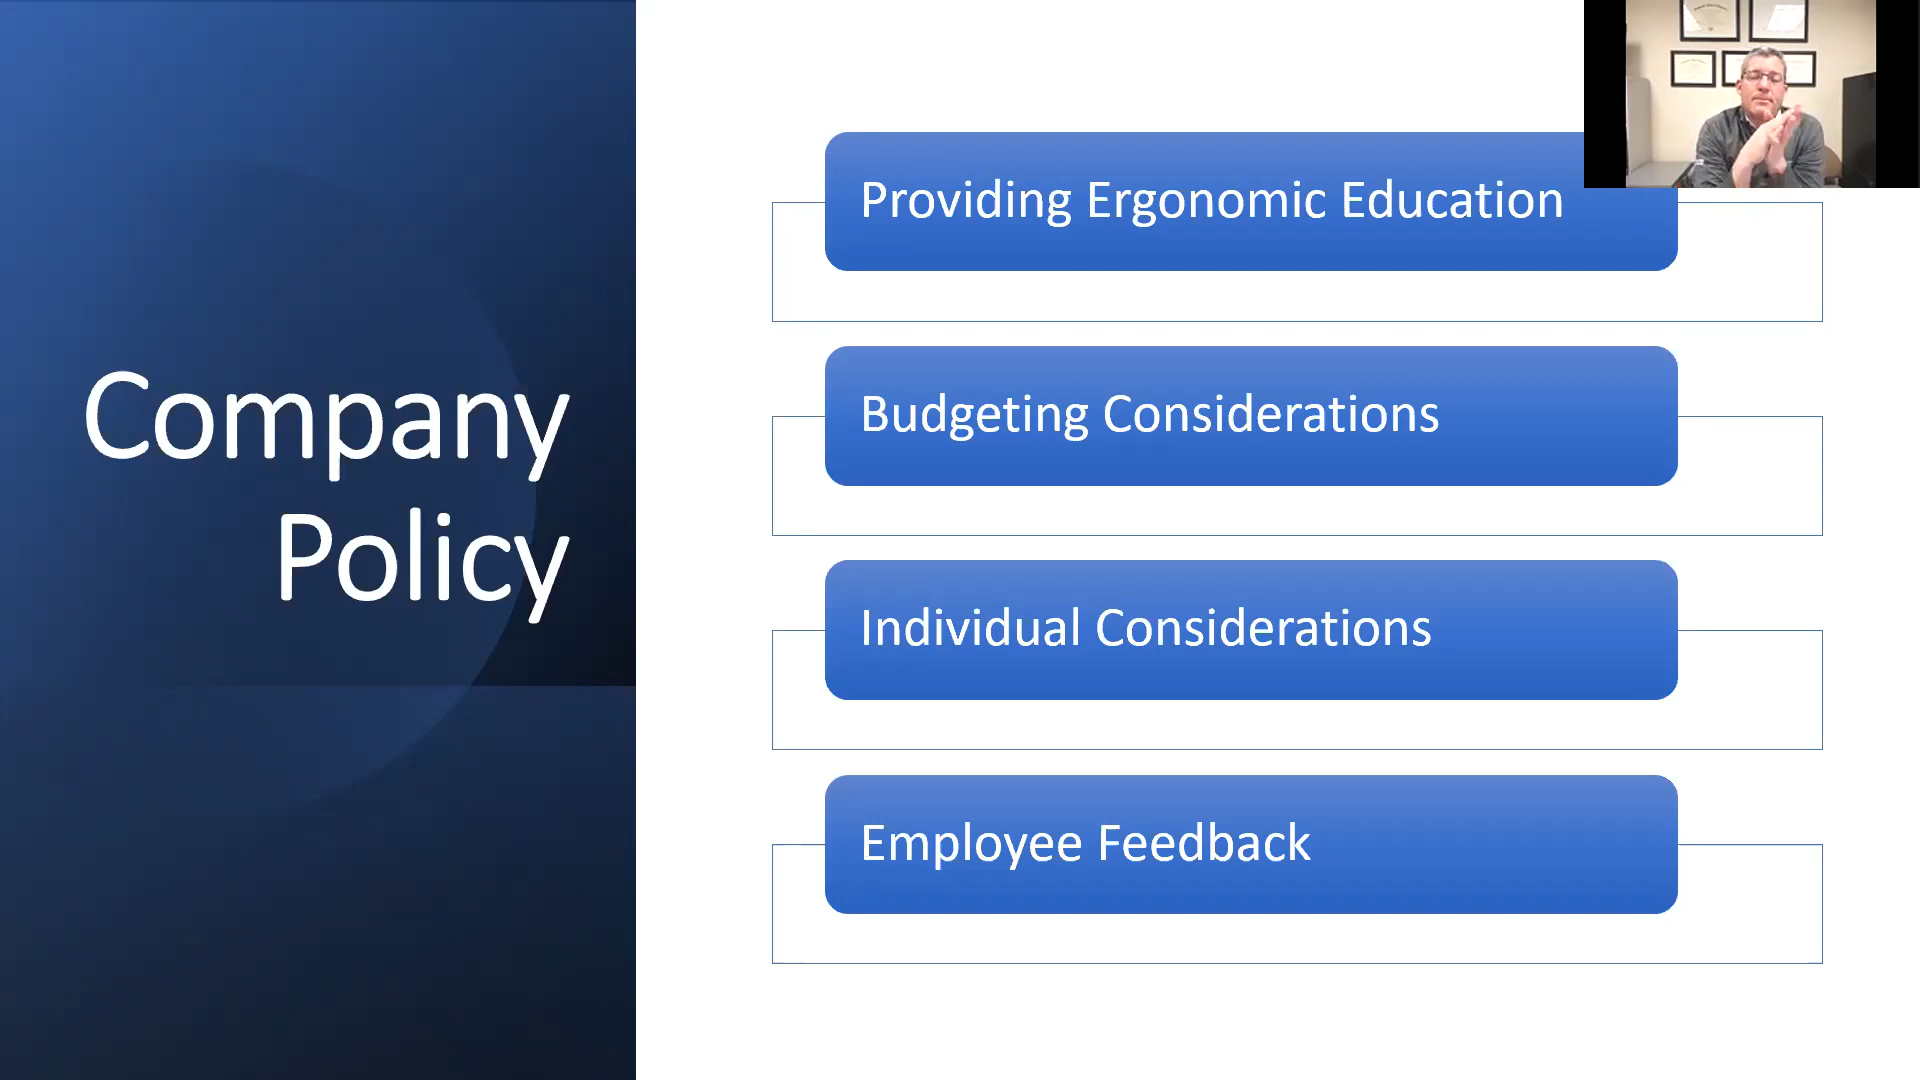 Company
Policy
Providing Ergonomic Education
Budgeting Considerations
Individual Considerations
Employee Feedback